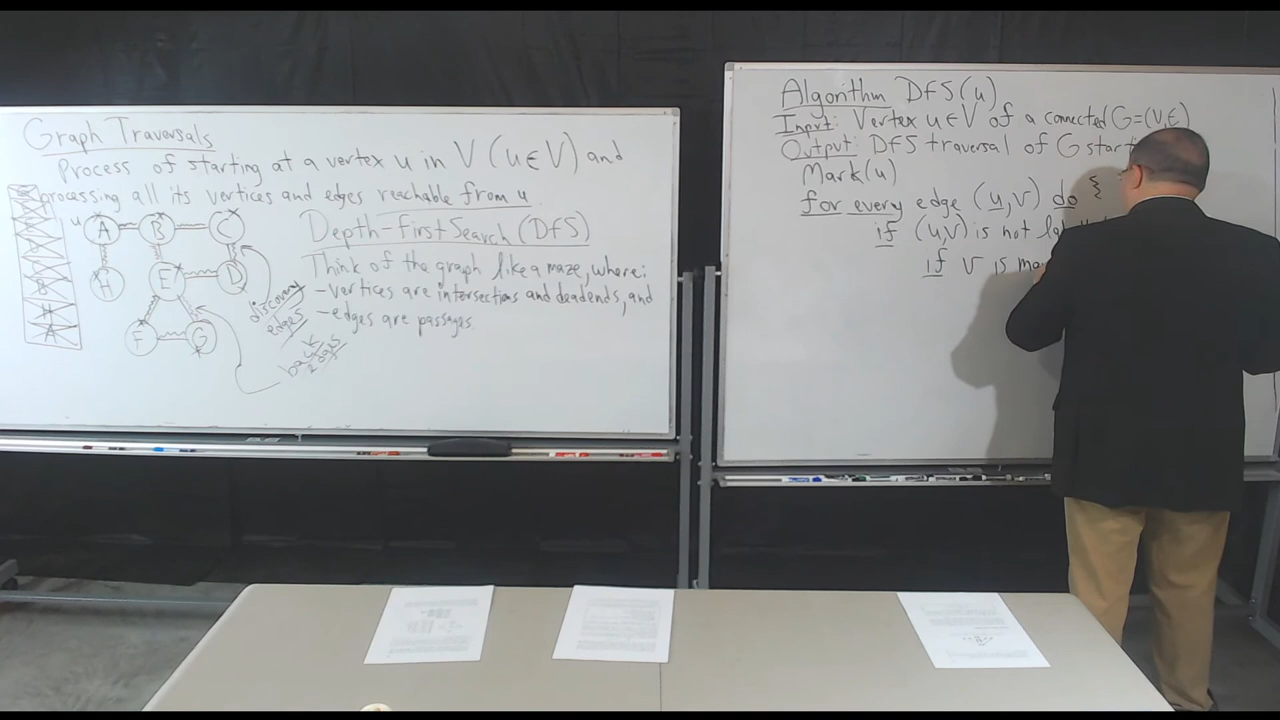 Graph Traversals
Process of starting at a vertex u in V (u∈V) and
processing all its vertices and edges reachable from u
u A B C
Depth-First Search (DFS)
Think of the graph like a maze, where:
H E D
- vertices are intersections and deadends, and
discovery
edges
- edges are passages
F G
back
edges
H
A
Algorithm DFS(u)
Input: Vertex u∈V of a connected G=(V,E)
Output: DFS traversal of G
Mark(u)
for every edge (u,v) do {
if (u,v) is not
if v is